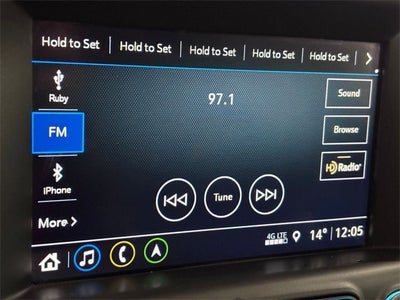 Hold to Set Hold to Set Hold to Set Hold to Set Hold to Set
Ruby
97.1
Sound
FM
Browse
iPhone
HD Radio
More
Tune
4G LTE 14° 12:05